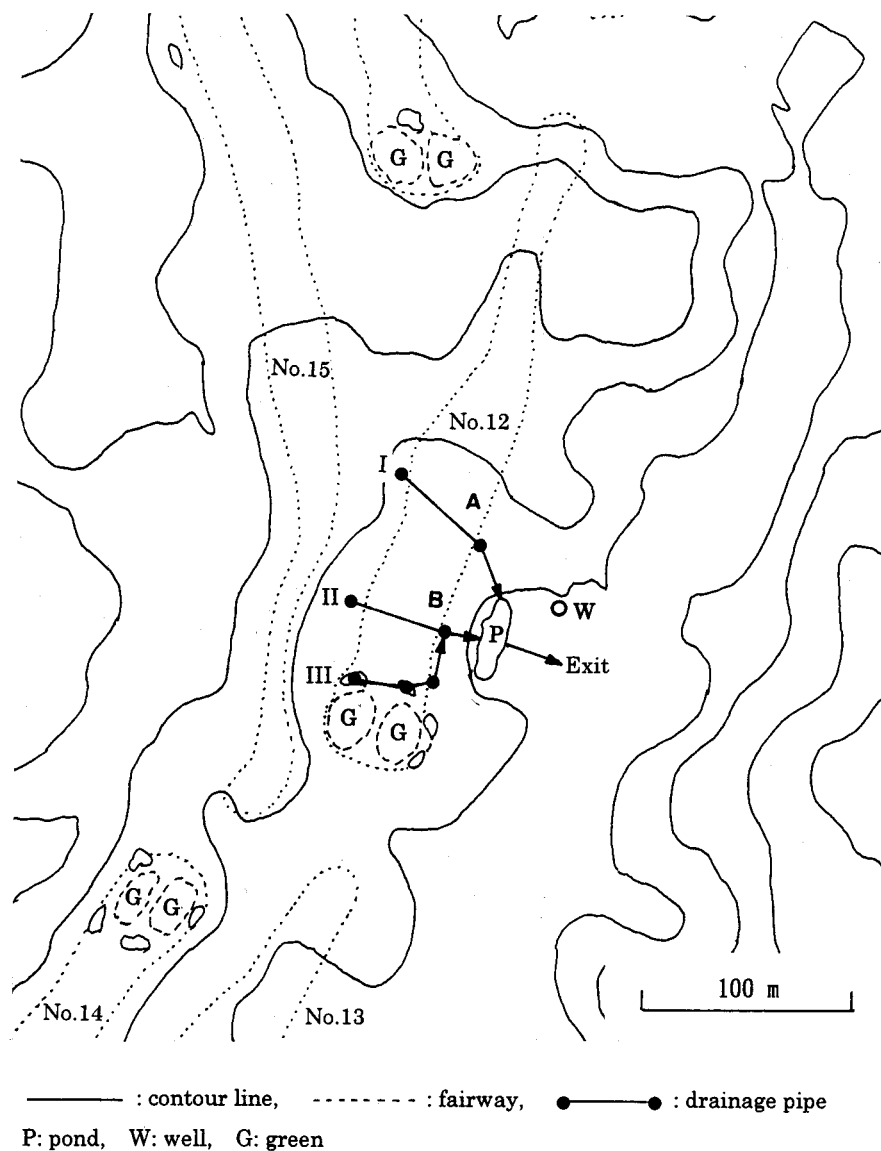 G G
No.15
No.12
I
A
II
B
W
P
Exit
III
G
G
G
G
100 m
No.14
No.13
: contour line, : fairway, : drainage pipe
P: pond, W: well, G: green